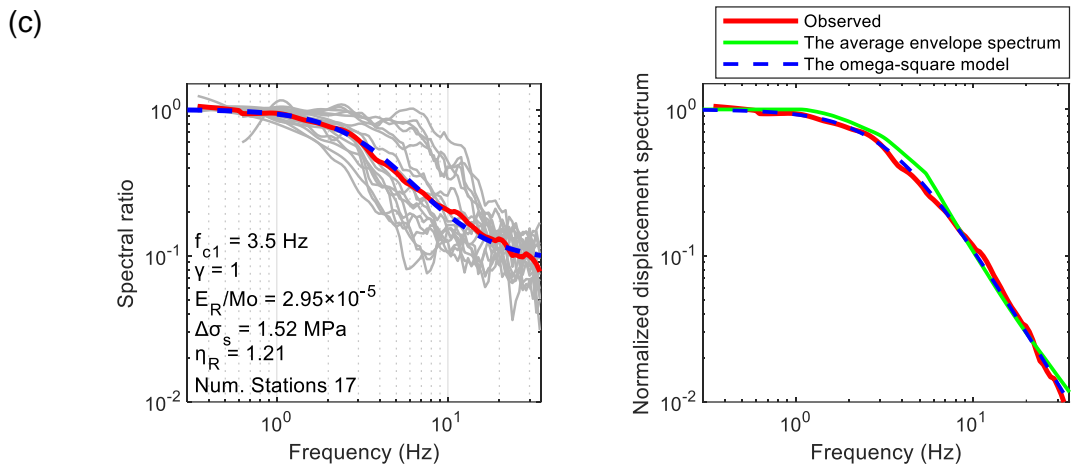 (c)
Observed
The average envelope spectrum
The omega-square model
Spectral ratio
10^0
10^-1
10^-2
f_c1 = 3.5 Hz
γ = 1
E_R/Mo = 2.95×10^-5
Δσ_s = 1.52 MPa
η_R = 1.21
Num. Stations 17
10^0
10^1
Frequency (Hz)
Normalized displacement spectrum
10^0
10^-1
10^-2
10^0
10^1
Frequency (Hz)